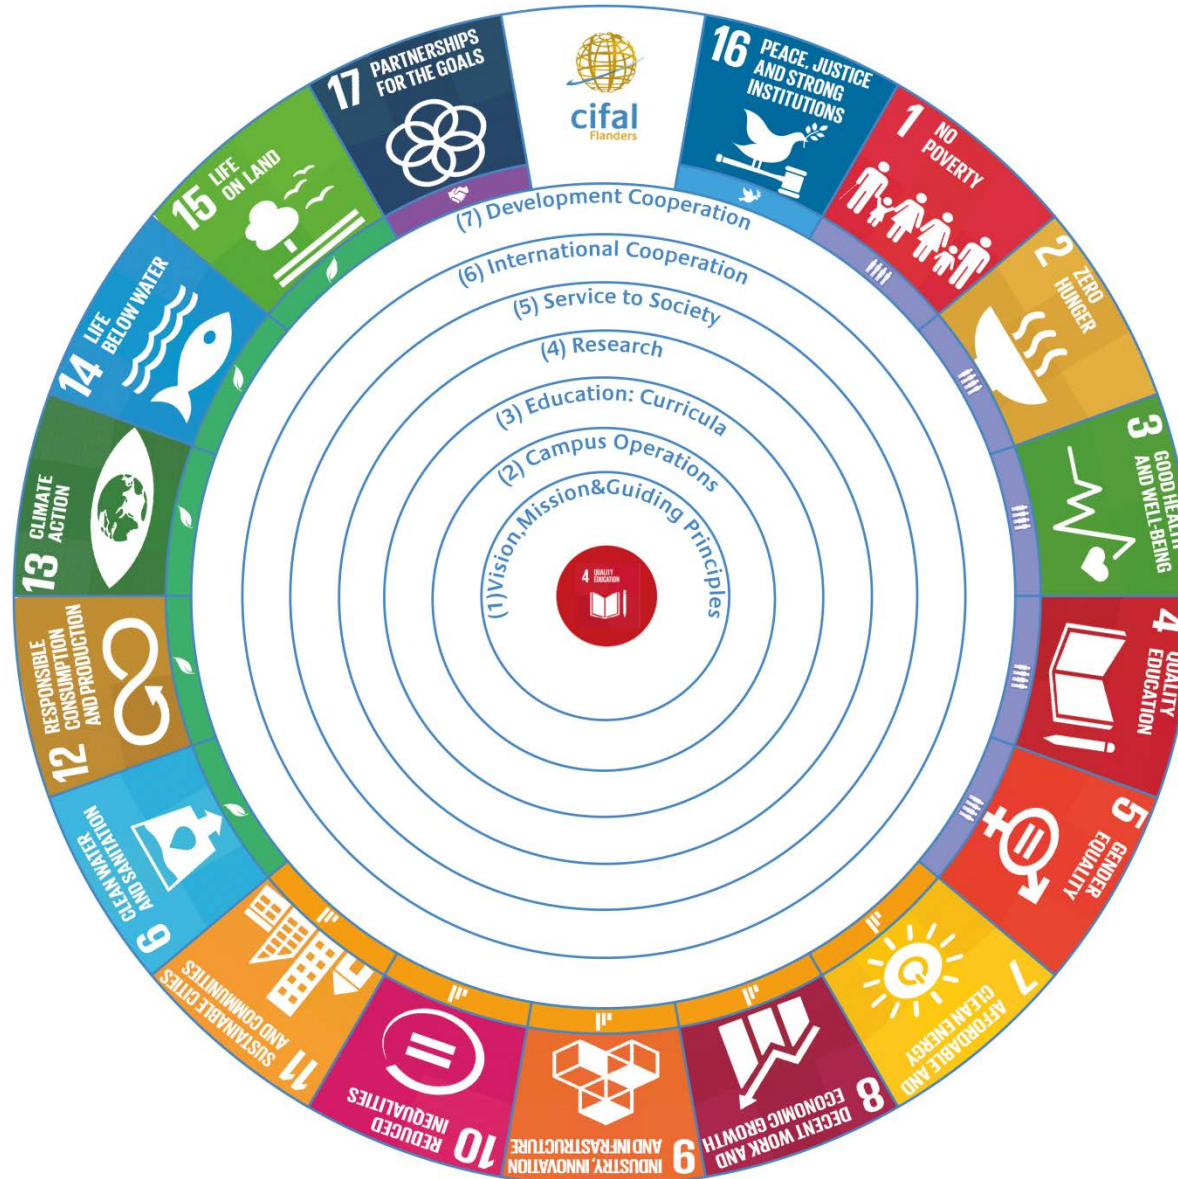 cifal
Flanders
16 PEACE, JUSTICE
AND STRONG
INSTITUTIONS
1 NO
POVERTY
2 ZERO
HUNGER
3 GOOD HEALTH
AND WELL-BEING
4 QUALITY
EDUCATION
5 GENDER
EQUALITY
7 AFFORDABLE AND
CLEAN ENERGY
8 DECENT WORK AND
ECONOMIC GROWTH
9 INDUSTRY, INNOVATION
AND INFRASTRUCTURE
10 REDUCED
INEQUALITIES
11 SUSTAINABLE CITIES
AND COMMUNITIES
6 CLEAN WATER
AND SANITATION
12 RESPONSIBLE
CONSUMPTION
AND PRODUCTION
13 CLIMATE
ACTION
14 LIFE
BELOW WATER
15 LIFE
ON LAND
17 PARTNERSHIPS
FOR THE GOALS
(7) Development Cooperation
(6) International Cooperation
(5) Service to Society
(4) Research
(3) Education: Curricula
(2) Campus Operations
(1)Vision,Mission&Guiding Principles
4 QUALITY
EDUCATION